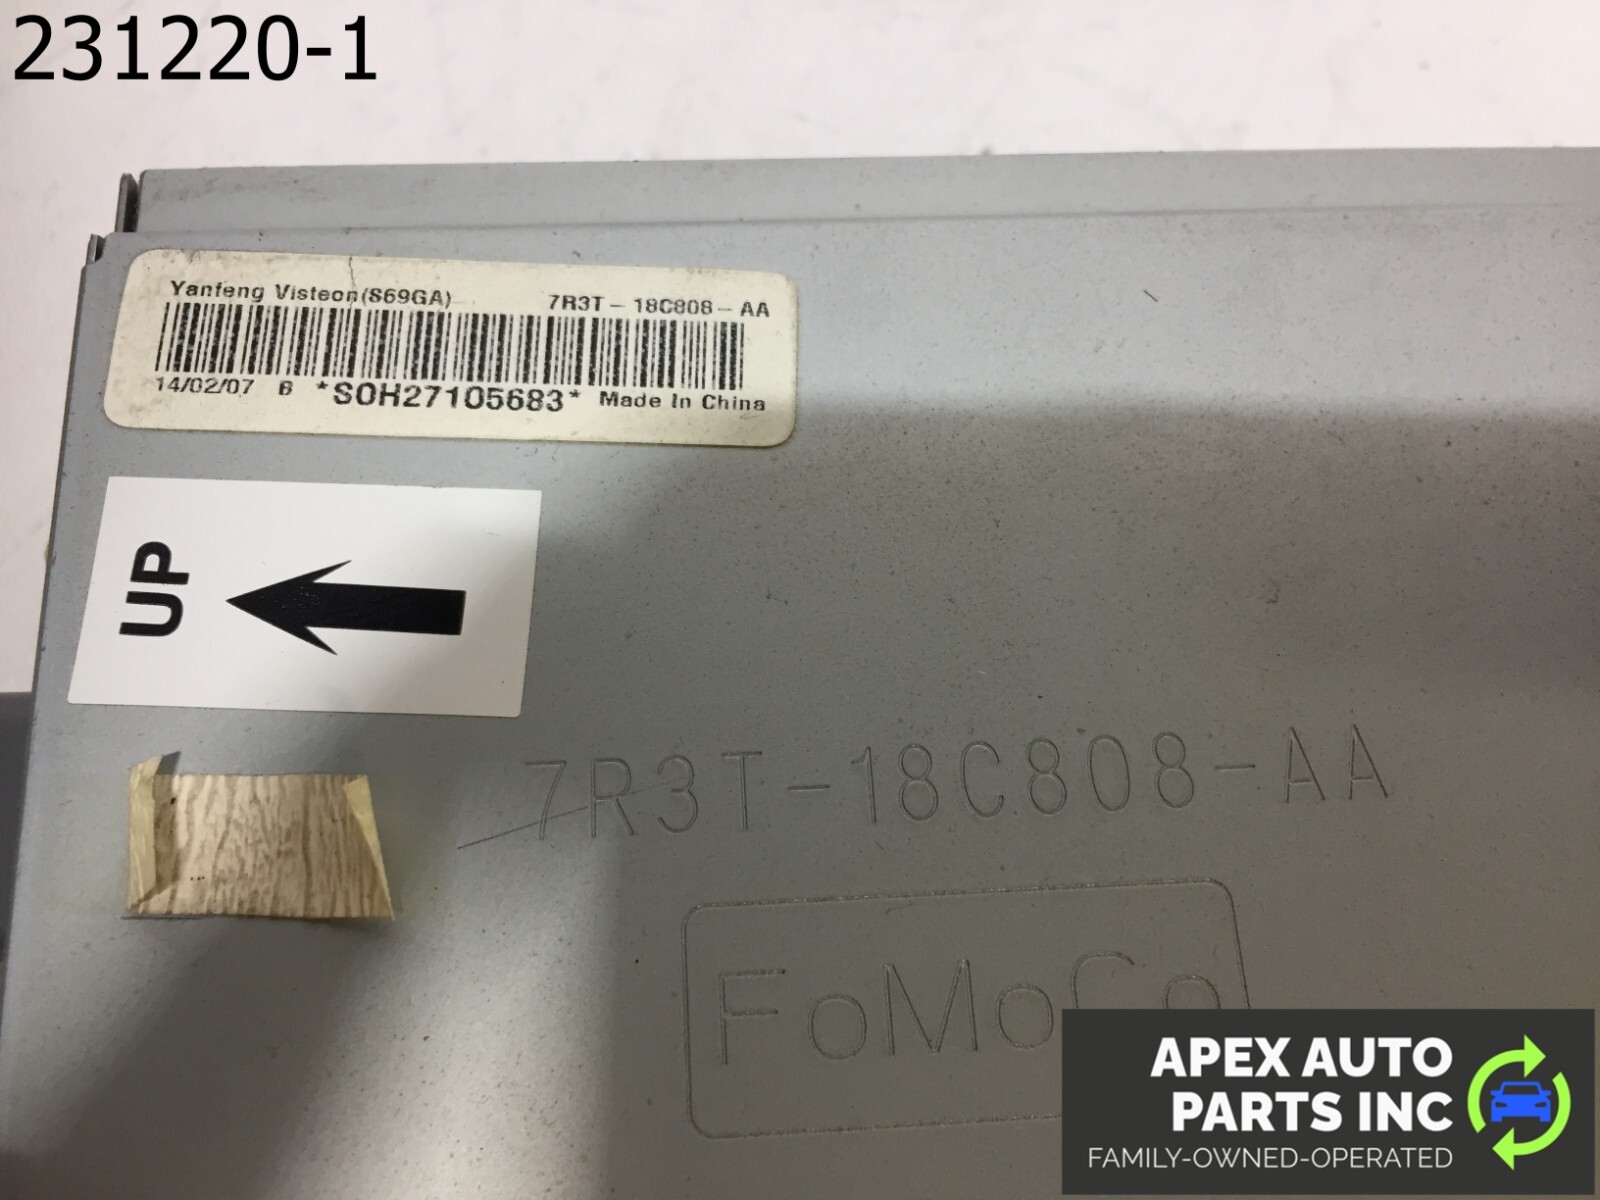 231220-1
Yanfeng Visteon(S69GA) 7R3T-18C808-AA
14/02/07 B *SOH27105683* Made In China
UP
7R3T-18C808-AA
FoMoCo
APEX AUTO
PARTS INC
FAMILY-OWNED-OPERATED